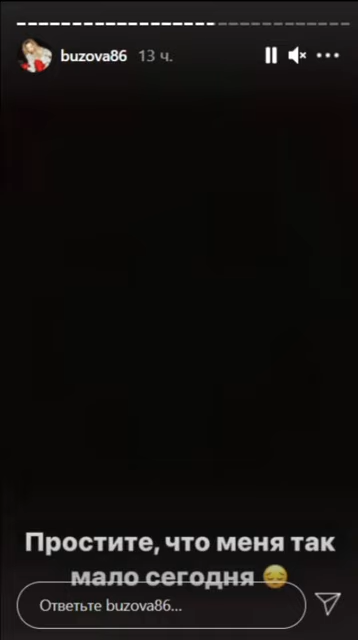 buzova86 13 ч.
Простите, что меня так
мало сегодня 😔
Ответьте buzova86...